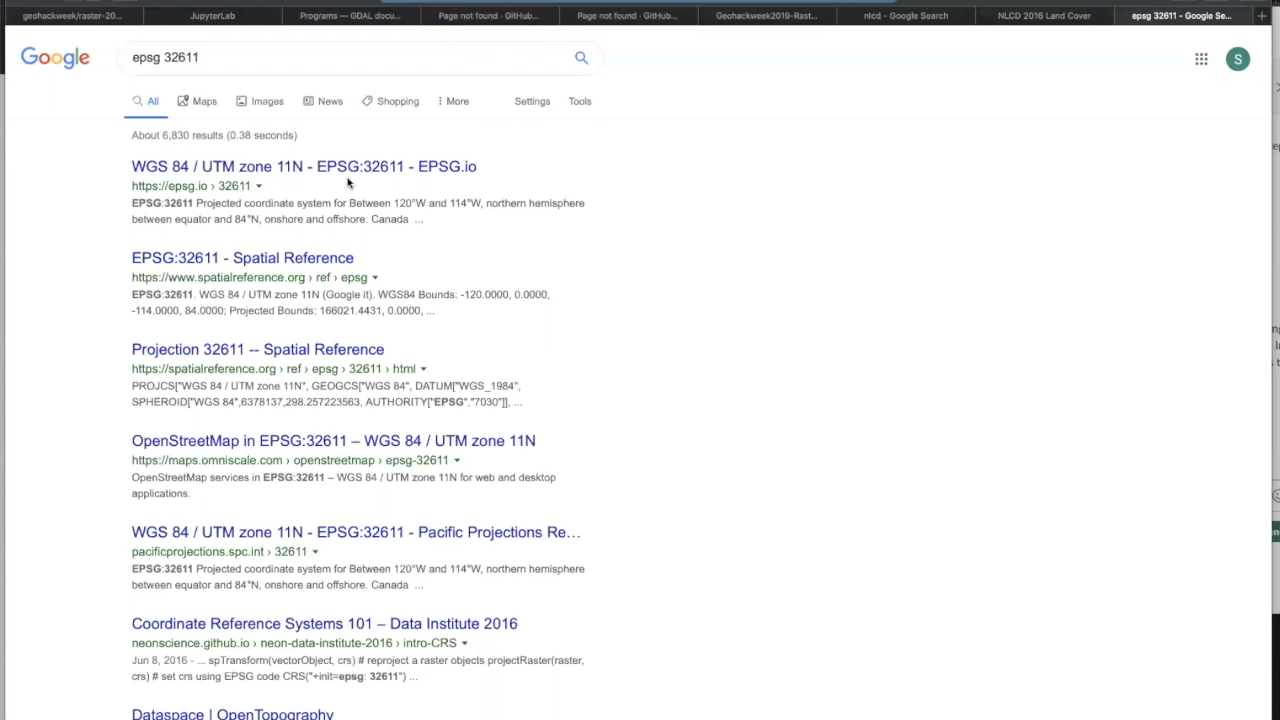 geohackweek/raster-20... JupyterLab Programs — GDAL docu... Page not found · GitHub... Page not found · GitHub... Geohackweek2019-Rast... nlcd - Google Search NLCD 2016 Land Cover epsg 32611 - Google Se...
Google epsg 32611 S
All Maps Images News Shopping More Settings Tools
About 6,830 results (0.38 seconds)
WGS 84 / UTM zone 11N - EPSG:32611 - EPSG.io
https://epsg.io › 32611
EPSG:32611 Projected coordinate system for Between 120°W and 114°W, northern hemisphere
between equator and 84°N, onshore and offshore. Canada ...
EPSG:32611 - Spatial Reference
https://www.spatialreference.org › ref › epsg
EPSG:32611. WGS 84 / UTM zone 11N (Google it). WGS84 Bounds: -120.0000, 0.0000,
-114.0000, 84.0000; Projected Bounds: 166021.4431, 0.0000, ...
Projection 32611 -- Spatial Reference
https://spatialreference.org › ref › epsg › 32611 › html
PROJCS["WGS 84 / UTM zone 11N", GEOGCS["WGS 84", DATUM["WGS_1984",
SPHEROID["WGS 84",6378137,298.257223563, AUTHORITY["EPSG","7030"]], ...
OpenStreetMap in EPSG:32611 – WGS 84 / UTM zone 11N
https://maps.omniscale.com › openstreetmap › epsg-32611
OpenStreetMap services in EPSG:32611 – WGS 84 / UTM zone 11N for web and desktop
applications.
WGS 84 / UTM zone 11N - EPSG:32611 - Pacific Projections Re...
pacificprojections.spc.int › 32611
EPSG:32611 Projected coordinate system for Between 120°W and 114°W, northern hemisphere
between equator and 84°N, onshore and offshore. Canada ...
Coordinate Reference Systems 101 – Data Institute 2016
neonscience.github.io › neon-data-institute-2016 › intro-CRS
Jun 8, 2016 - ... spTransform(vectorObject, crs) # reproject a raster objects projectRaster(raster,
crs) # set crs using EPSG code CRS("+init=epsg: 32611") ...
Dataspace | OpenTopography